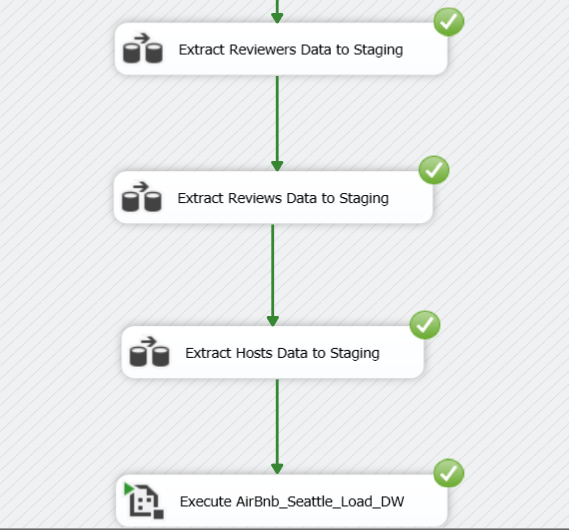 Extract Reviewers Data to Staging
Extract Reviews Data to Staging
Extract Hosts Data to Staging
Execute AirBnb_Seattle_Load_DW